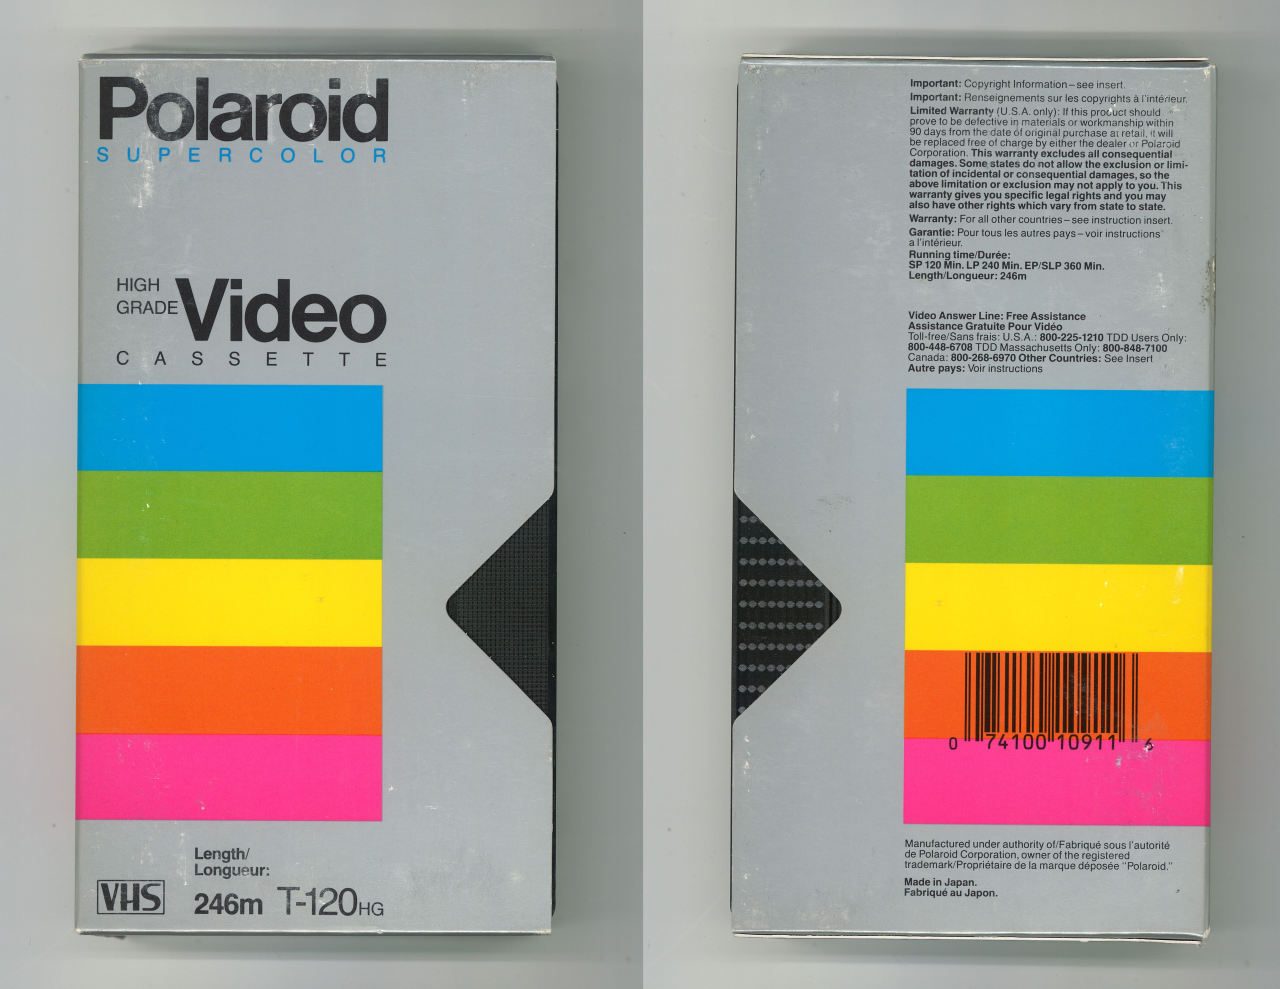 Polaroid
SUPERCOLOR
HIGH
GRADE Video
CASSETTE
Length/
Longueur:
VHS 246m T-120HG
Important: Copyright Information – see insert.
Important: Renseignements sur les copyrights à l'intérieur.
Limited Warranty (U.S.A. only): If this product should
prove to be defective in materials or workmanship within
90 days from the date of original purchase at retail, it will
be replaced free of charge by either the dealer or Polaroid
Corporation. This warranty excludes all consequential
damages. Some states do not allow the exclusion or limi-
tation of incidental or consequential damages, so the
above limitation or exclusion may not apply to you. This
warranty gives you specific legal rights and you may
also have other rights which vary from state to state.
Warranty: For all other countries – see instruction insert.
Garantie: Pour tous les autres pays – voir instructions
a l'intérieur.
Running time/Durée:
SP 120 Min. LP 240 Min. EP/SLP 360 Min.
Length/Longueur: 246m
Video Answer Line: Free Assistance
Assistance Gratuite Pour Vidéo
Toll-free/Sans frais: U.S.A.: 800-225-1210 TDD Users Only:
800-448-6708 TDD Massachusetts Only: 800-848-7100
Canada: 800-268-6970 Other Countries: See Insert
Autre pays: Voir instructions
0 74100 10911 6
Manufactured under authority of/Fabriqué sous l'autorité
de Polaroid Corporation, owner of the registered
trademark/Propriétaire de la marque déposée "Polaroid."
Made in Japan.
Fabriqué au Japon.